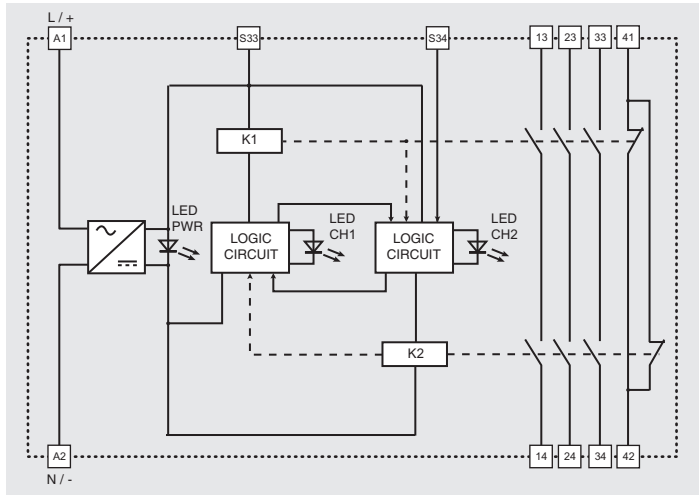 L / +
A1
S33
S34
13
23
33
41
K1
LED
PWR
LOGIC
CIRCUIT
LED
CH1
LOGIC
CIRCUIT
LED
CH2
K2
A2
N / -
14
24
34
42